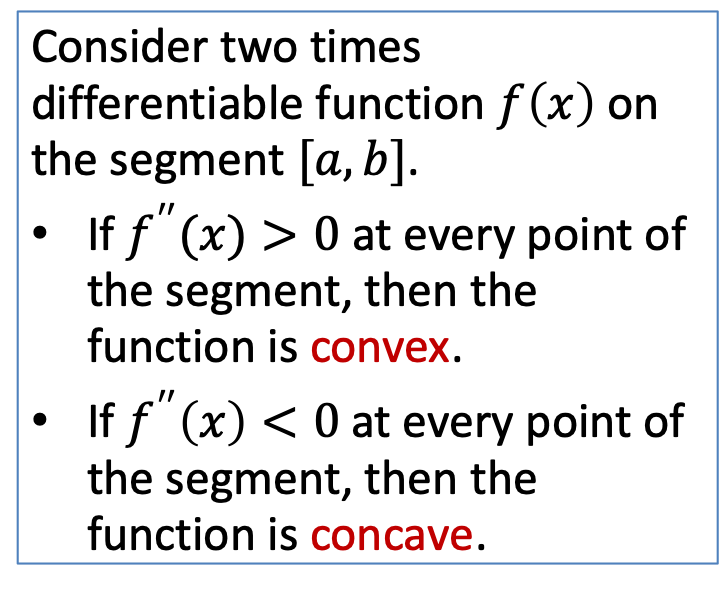 Consider two times
differentiable function f(x) on
the segment [a, b].
• If f″(x) > 0 at every point of
the segment, then the
function is convex.
• If f″(x) < 0 at every point of
the segment, then the
function is concave.